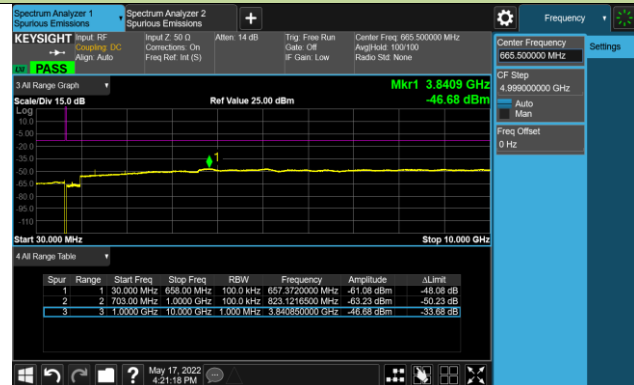 Spectrum Analyzer 1
Spurious Emissions
Spectrum Analyzer 2
Spurious Emissions
+
Frequency
KEYSIGHT
Input: RF
Coupling: DC
Align: Auto
Input Z: 50 Ω
Corrections: On
Freq Ref: Int (S)
Atten: 14 dB
Trig: Free Run
Gate: Off
IF Gain: Low
Center Freq: 665.500000 MHz
Avg|Hold: 100/100
Radio Std: None
PASS
Center Frequency
665.500000 MHz
Settings
CF Step
4.999000000 GHz
Auto
Man
Freq Offset
0 Hz
3 All Range Graph
Mkr1 3.8409 GHz
Scale/Div 15.0 dB
Ref Value 25.00 dBm
-46.68 dBm
Log
10.0
-5.00
-20.0
-35.0
-50.0
-65.0
-80.0
-95.0
-110
1
Start 30.000 MHz
Stop 10.000 GHz
4 All Range Table
Spur Range Start Freq Stop Freq RBW Frequency Amplitude ΔLimit
1 1 30.000 MHz 658.00 MHz 100.0 kHz 657.3720000 MHz -61.08 dBm -48.08 dB
2 2 703.00 MHz 1.0000 GHz 100.0 kHz 823.1216500 MHz -63.23 dBm -50.23 dB
3 3 1.0000 GHz 10.000 GHz 1.000 MHz 3.840850000 GHz -46.68 dBm -33.68 dB
?
May 17, 2022
4:21:18 PM